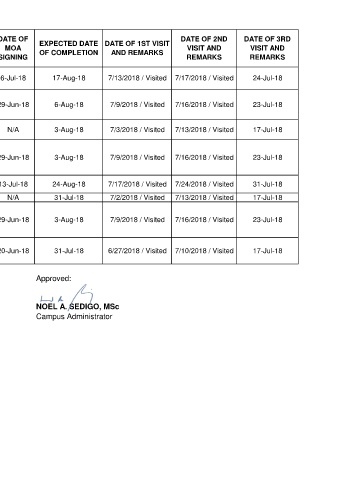 DATE OF MOA SIGNING EXPECTED DATE OF COMPLETION DATE OF 1ST VISIT AND REMARKS DATE OF 2ND VISIT AND REMARKS DATE OF 3RD VISIT AND REMARKS
6-Jul-18 17-Aug-18 7/13/2018 / Visited 7/17/2018 / Visited 24-Jul-18
29-Jun-18 6-Aug-18 7/9/2018 / Visited 7/16/2018 / Visited 23-Jul-18
N/A 3-Aug-18 7/3/2018 / Visited 7/13/2018 / Visited 17-Jul-18
29-Jun-18 3-Aug-18 7/9/2018 / Visited 7/16/2018 / Visited 23-Jul-18
13-Jul-18 24-Aug-18 7/17/2018 / Visited 7/24/2018 / Visited 31-Jul-18
N/A 31-Jul-18 7/2/2018 / Visited 7/13/2018 / Visited 17-Jul-18
29-Jun-18 3-Aug-18 7/9/2018 / Visited 7/16/2018 / Visited 23-Jul-18
20-Jun-18 31-Jul-18 6/27/2018 / Visited 7/10/2018 / Visited 17-Jul-18
Approved:
NOEL A. SEDIGO, MSc
Campus Administrator